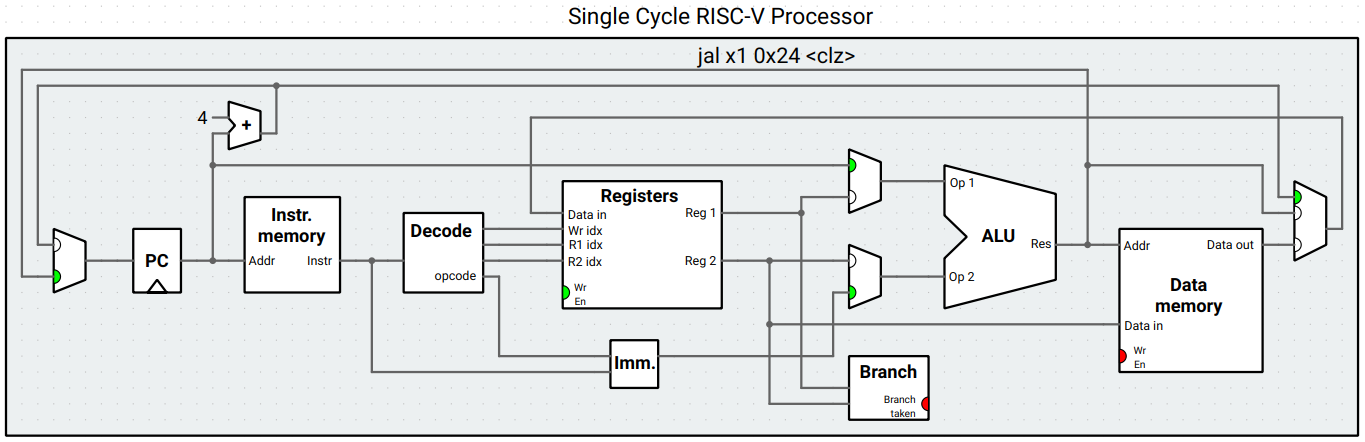 Single Cycle RISC-V Processor
jal x1 0x24 <clz>
4
+
Instr.
memory
Addr
Instr
PC
Decode
opcode
Registers
Data in
Wr idx
R1 idx
R2 idx
Wr
En
Reg 1
Reg 2
Imm.
Op 1
Op 2
ALU
Res
Branch
Branch
taken
Addr
Data out
Data
memory
Data in
Wr
En